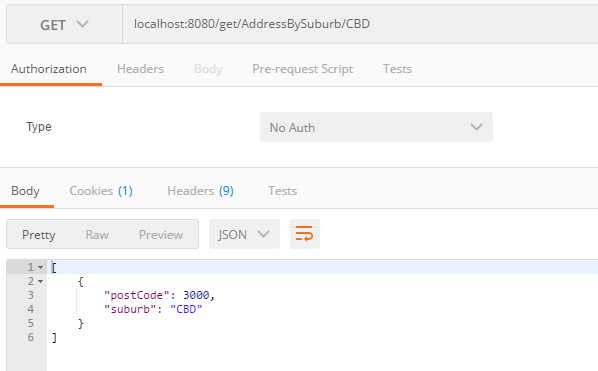 GET localhost:8080/get/AddressBySuburb/CBD
Authorization Headers Body Pre-request Script Tests
Type No Auth
Body Cookies (1) Headers (9) Tests
Pretty Raw Preview JSON
1 [
2 {
3 "postCode": 3000,
4 "suburb": "CBD"
5 }
6 ]